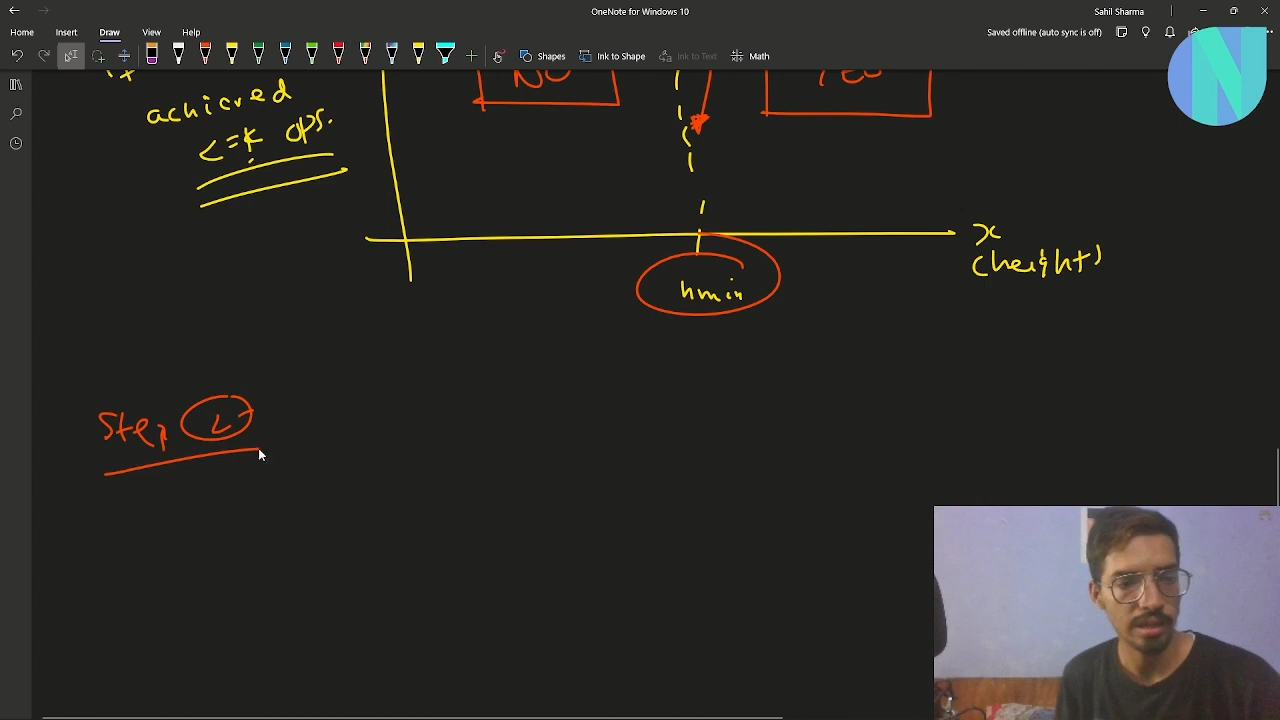 OneNote for Windows 10
Sahil Sharma
Home Insert Draw View Help
Saved offline (auto sync is off)
Shapes Ink to Shape Ink to Text Math
NO
achieved
<=k ops.
x
(height)
hmin
Step 2
N